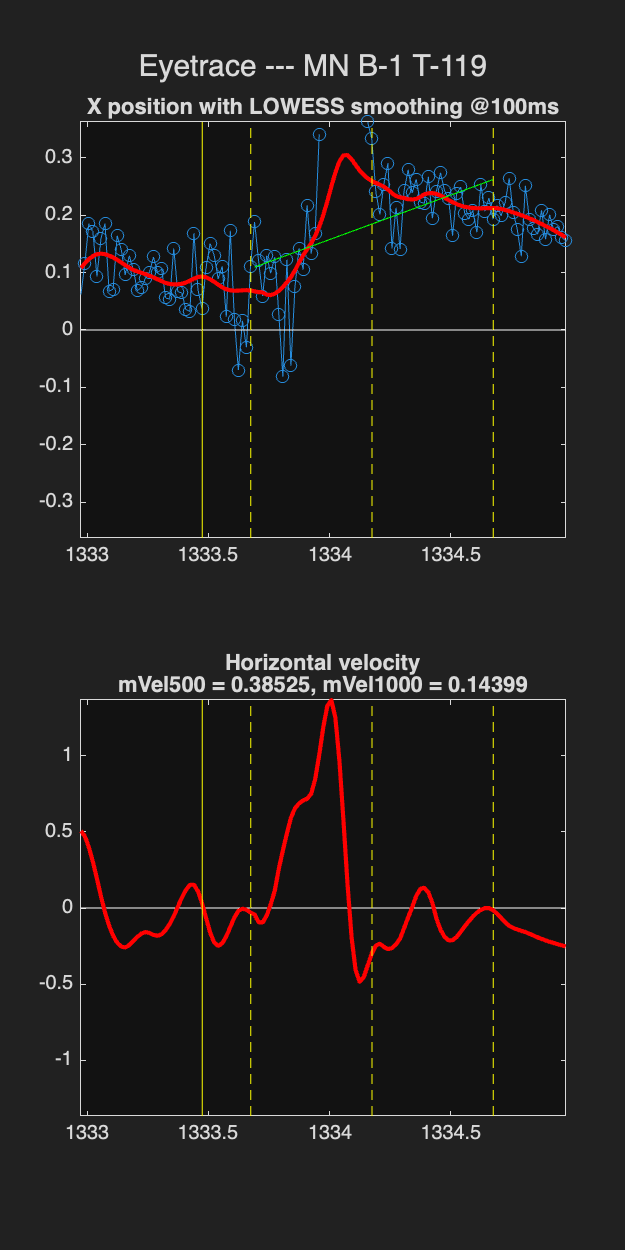 Eyetrace --- MN B-1 T-119
X position with LOWESS smoothing @100ms
0.3
0.2
0.1
0
-0.1
-0.2
-0.3
1333 1333.5 1334 1334.5
Horizontal velocity
mVel500 = 0.38525, mVel1000 = 0.14399
1
0.5
0
-0.5
-1
1333 1333.5 1334 1334.5